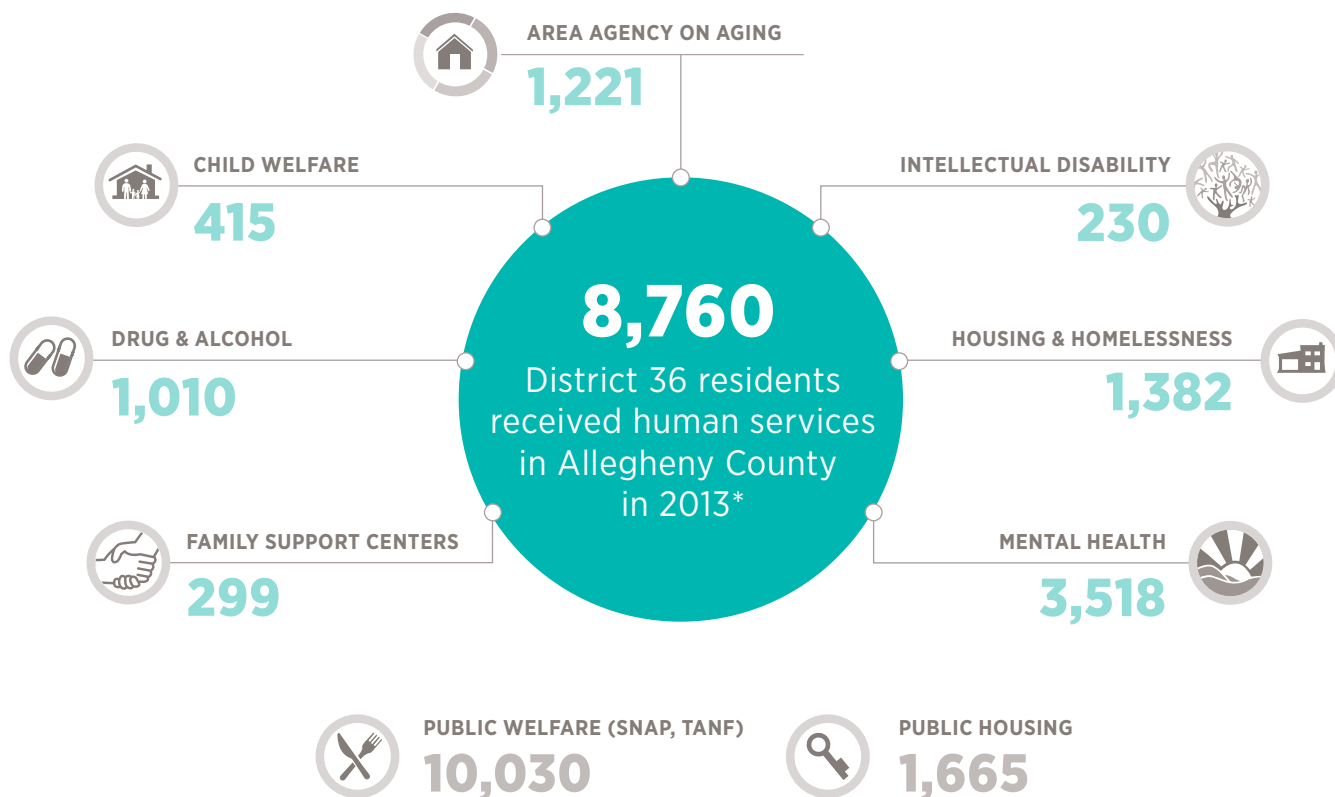 AREA AGENCY ON AGING
1,221
CHILD WELFARE
415
INTELLECTUAL DISABILITY
230
8,760
District 36 residents
received human services
in Allegheny County
in 2013*
DRUG & ALCOHOL
1,010
HOUSING & HOMELESSNESS
1,382
FAMILY SUPPORT CENTERS
299
MENTAL HEALTH
3,518
PUBLIC WELFARE (SNAP, TANF)
10,030
PUBLIC HOUSING
1,665